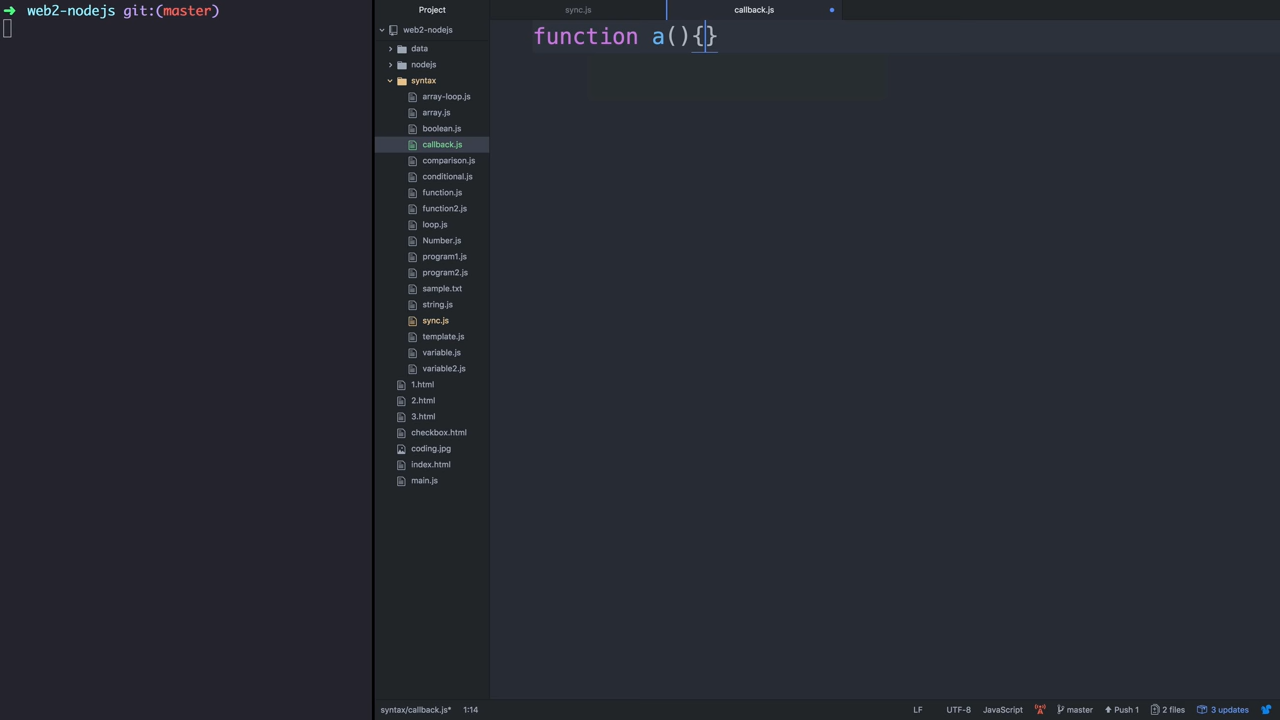 ➜ web2-nodejs git:(master)
Project
web2-nodejs
data
nodejs
syntax
array-loop.js
array.js
boolean.js
callback.js
comparison.js
conditional.js
function.js
function2.js
loop.js
Number.js
program1.js
program2.js
sample.txt
string.js
sync.js
template.js
variable.js
variable2.js
1.html
2.html
3.html
checkbox.html
coding.jpg
index.html
main.js
sync.js
callback.js
function a(){}
syntax/callback.js* 1:14
LF UTF-8 JavaScript master Push 1 2 files 3 updates